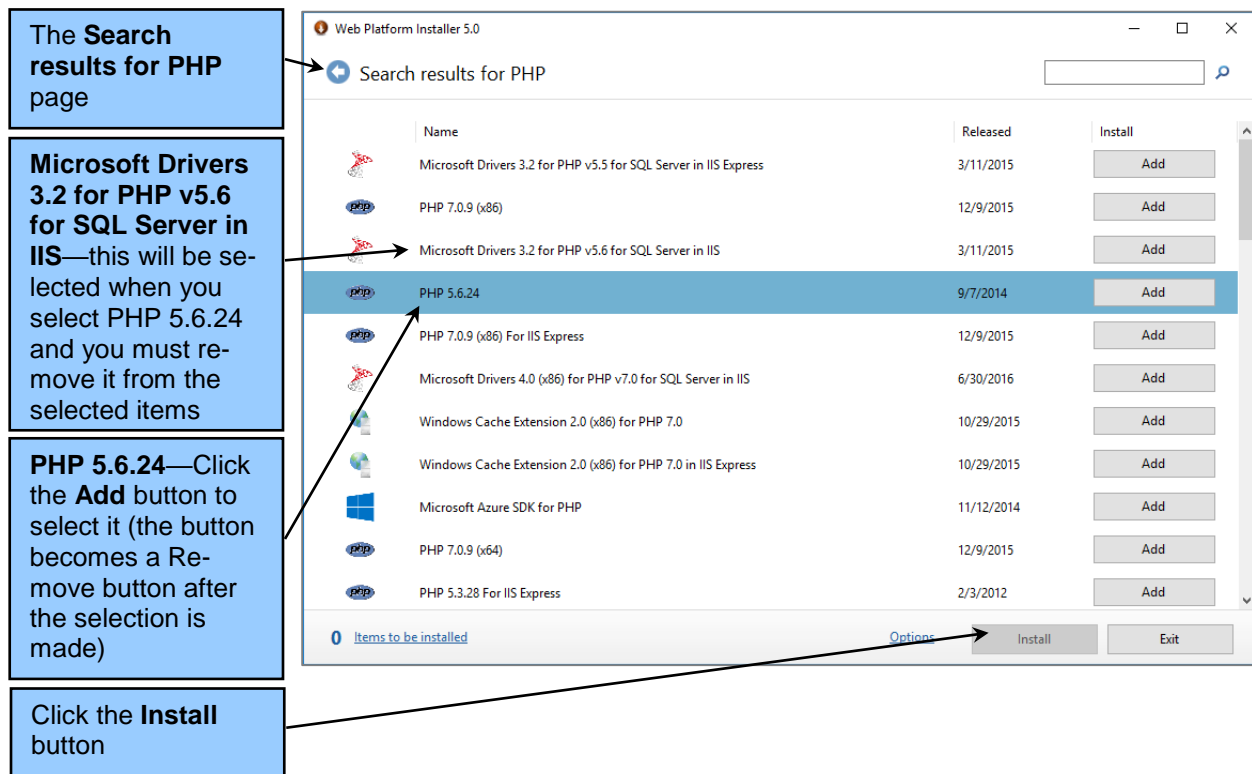 The Search
results for PHP
page
Microsoft Drivers
3.2 for PHP v5.6
for SQL Server in
IIS—this will be se-
lected when you
select PHP 5.6.24
and you must re-
move it from the
selected items
PHP 5.6.24—Click
the Add button to
select it (the button
becomes a Re-
move button after
the selection is
made)
Click the Install
button
Web Platform Installer 5.0
Search results for PHP
Name Released Install
Microsoft Drivers 3.2 for PHP v5.5 for SQL Server in IIS Express 3/11/2015 Add
php PHP 7.0.9 (x86) 12/9/2015 Add
Microsoft Drivers 3.2 for PHP v5.6 for SQL Server in IIS 3/11/2015 Add
php PHP 5.6.24 9/7/2014 Add
php PHP 7.0.9 (x86) For IIS Express 12/9/2015 Add
Microsoft Drivers 4.0 (x86) for PHP v7.0 for SQL Server in IIS 6/30/2016 Add
Windows Cache Extension 2.0 (x86) for PHP 7.0 10/29/2015 Add
Windows Cache Extension 2.0 (x86) for PHP 7.0 in IIS Express 10/29/2015 Add
Microsoft Azure SDK for PHP 11/12/2014 Add
php PHP 7.0.9 (x64) 12/9/2015 Add
php PHP 5.3.28 For IIS Express 2/3/2012 Add
0 Items to be installed Options Install Exit